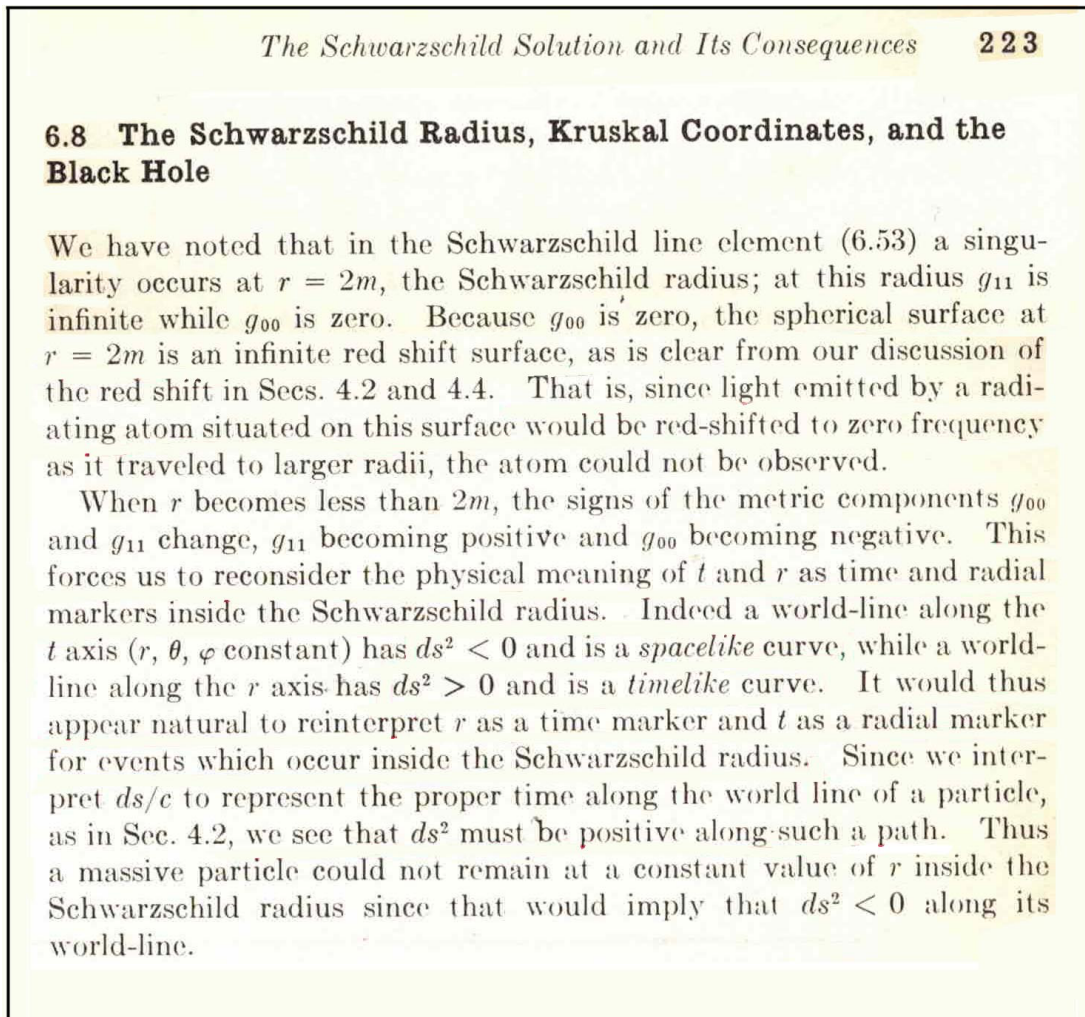 The Schwarzschild Solution and Its Consequences 223
6.8 The Schwarzschild Radius, Kruskal Coordinates, and the
Black Hole
We have noted that in the Schwarzschild line element (6.53) a singu-
larity occurs at r = 2m, the Schwarzschild radius; at this radius g₁₁ is
infinite while g₀₀ is zero. Because g₀₀ is zero, the spherical surface at
r = 2m is an infinite red shift surface, as is clear from our discussion of
the red shift in Secs. 4.2 and 4.4. That is, since light emitted by a radi-
ating atom situated on this surface would be red-shifted to zero frequency
as it traveled to larger radii, the atom could not be observed.
When r becomes less than 2m, the signs of the metric components g₀₀
and g₁₁ change, g₁₁ becoming positive and g₀₀ becoming negative. This
forces us to reconsider the physical meaning of t and r as time and radial
markers inside the Schwarzschild radius. Indeed a world-line along the
t axis (r, θ, φ constant) has ds² < 0 and is a spacelike curve, while a world-
line along the r axis has ds² > 0 and is a timelike curve. It would thus
appear natural to reinterpret r as a time marker and t as a radial marker
for events which occur inside the Schwarzschild radius. Since we inter-
pret ds/c to represent the proper time along the world line of a particle,
as in Sec. 4.2, we see that ds² must be positive along such a path. Thus
a massive particle could not remain at a constant value of r inside the
Schwarzschild radius since that would imply that ds² < 0 along its
world-line.